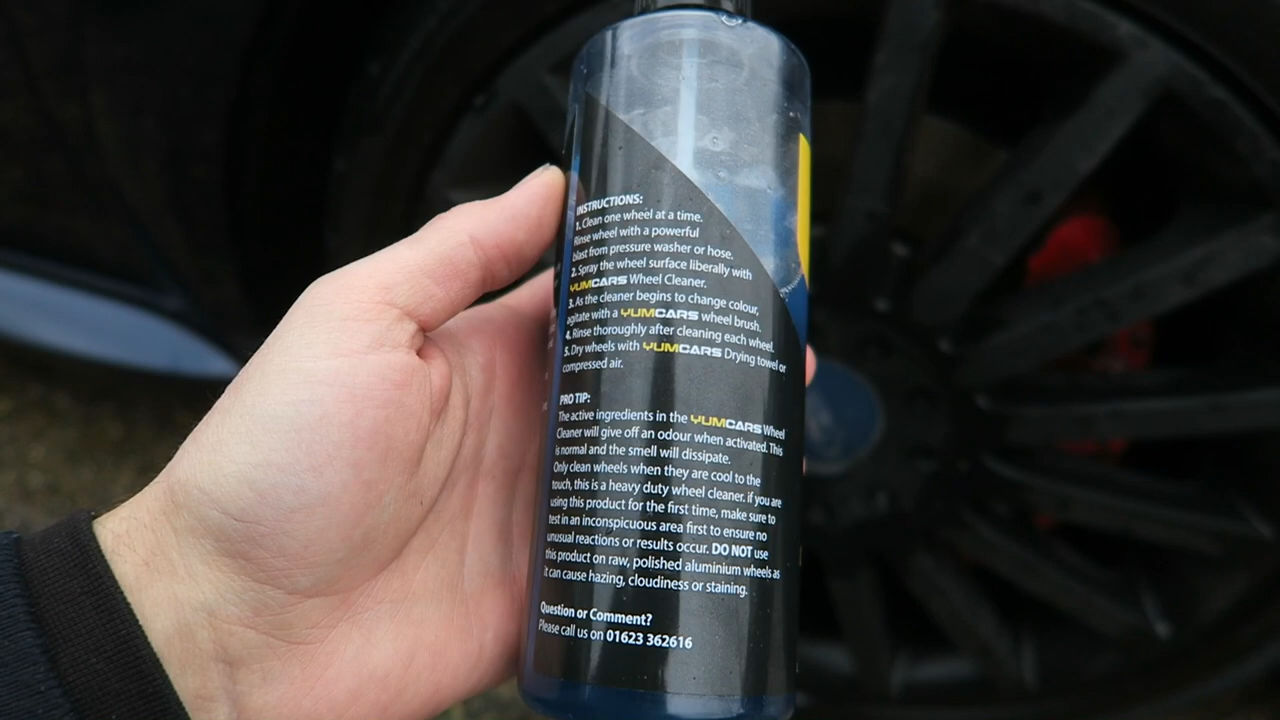 INSTRUCTIONS:
1. Clean one wheel at a time.
Rinse wheel with a powerful
blast from pressure washer or hose.
2. Spray the wheel surface liberally with
YUMCARS Wheel Cleaner.
3. As the cleaner begins to change colour,
agitate with a YUMCARS wheel brush.
4. Rinse thoroughly after cleaning each wheel.
5. Dry wheels with YUMCARS Drying towel or
compressed air.
PRO TIP:
The active ingredients in the YUMCARS Wheel
Cleaner will give off an odour when activated. This
is normal and the smell will dissipate.
Only clean wheels when they are cool to the
touch, this is a heavy duty wheel cleaner. if you are
using this product for the first time, make sure to
test in an inconspicuous area first to ensure no
unusual reactions or results occur. DO NOT use
this product on raw, polished aluminium wheels as
it can cause hazing, cloudiness or staining.
Question or Comment?
Please call us on 01623 362616